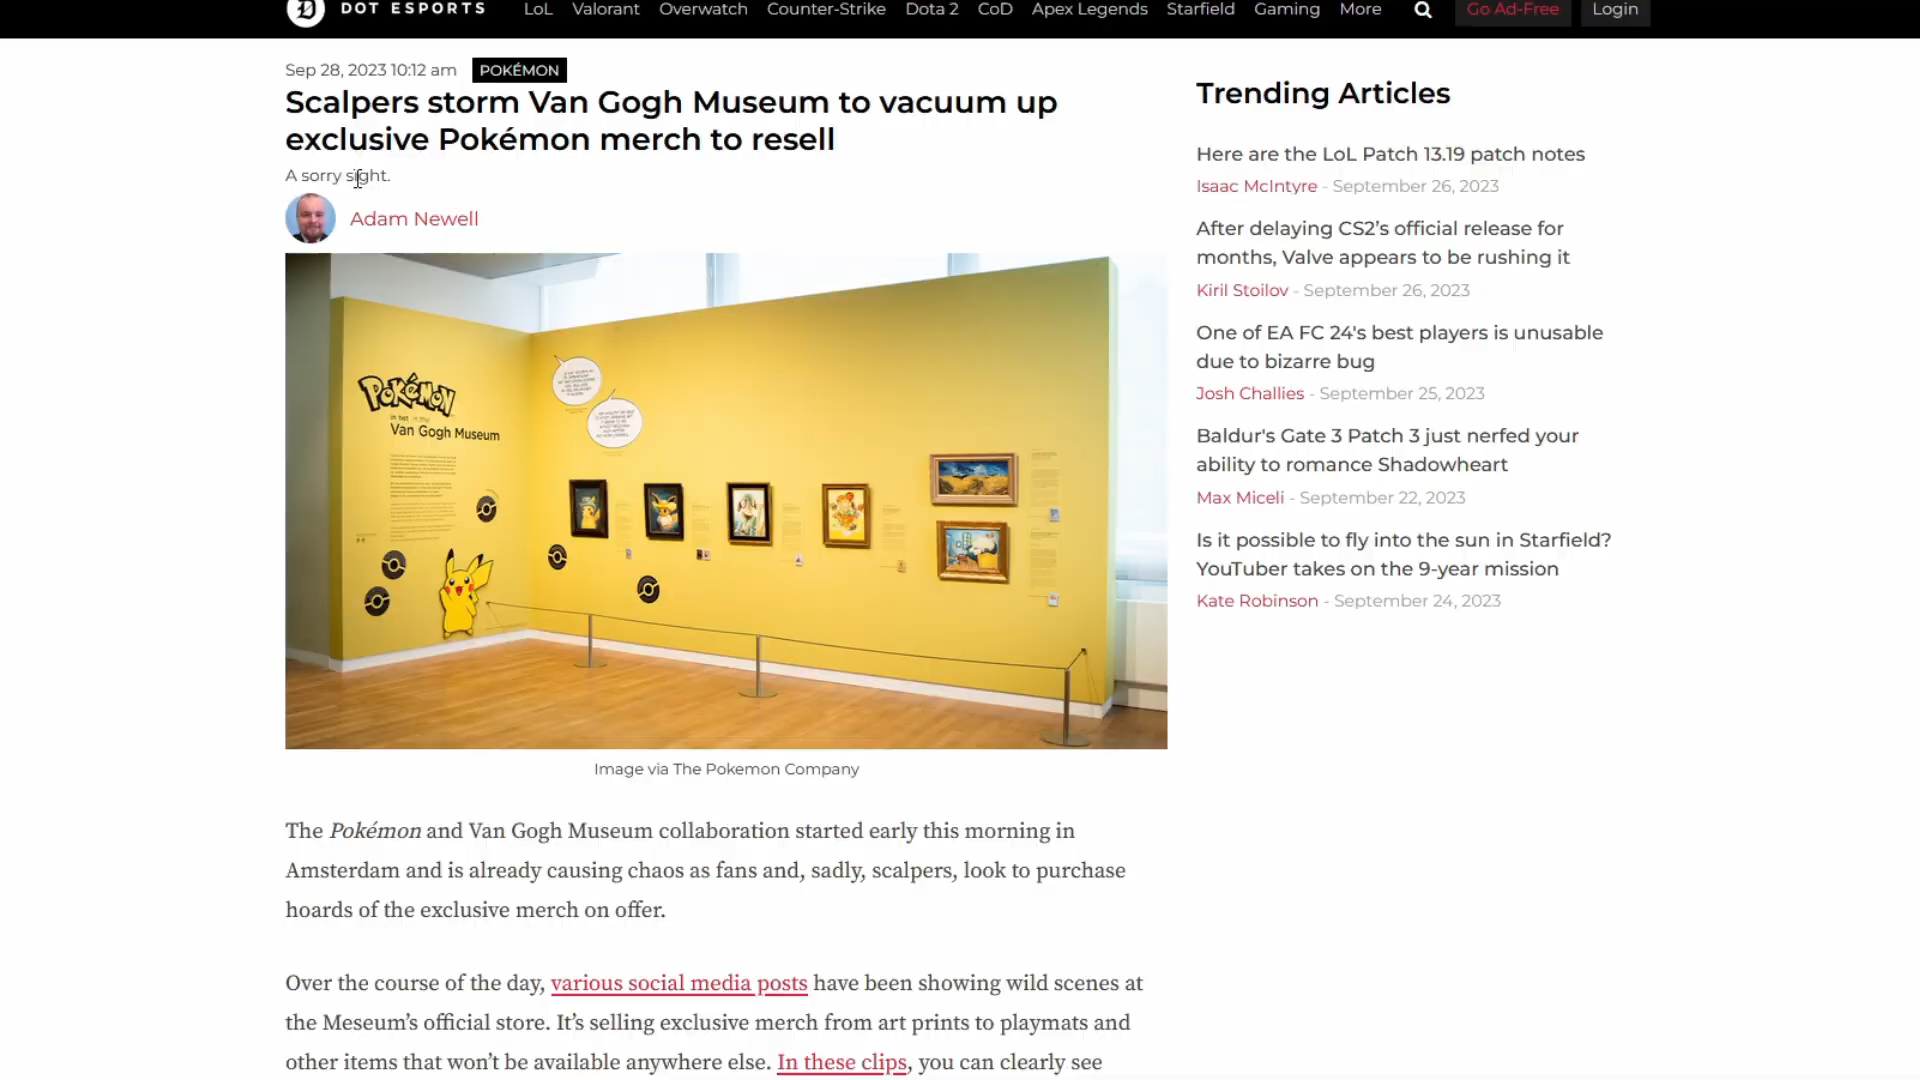 DOT ESPORTS
LoL Valorant Overwatch Counter-Strike Dota 2 CoD Apex Legends Starfield Gaming More Go Ad-Free Login
Sep 28, 2023 10:12 am POKÉMON
Scalpers storm Van Gogh Museum to vacuum up
exclusive Pokémon merch to resell
A sorry sight.
Adam Newell
POKéMON
Van Gogh Museum
Image via The Pokemon Company
The Pokémon and Van Gogh Museum collaboration started early this morning in
Amsterdam and is already causing chaos as fans and, sadly, scalpers, look to purchase
hoards of the exclusive merch on offer.
Over the course of the day, various social media posts have been showing wild scenes at
the Meseum’s official store. It’s selling exclusive merch from art prints to playmats and
other items that won’t be available anywhere else. In these clips, you can clearly see
Trending Articles
Here are the LoL Patch 13.19 patch notes
Isaac McIntyre - September 26, 2023
After delaying CS2’s official release for
months, Valve appears to be rushing it
Kiril Stoilov - September 26, 2023
One of EA FC 24's best players is unusable
due to bizarre bug
Josh Challies - September 25, 2023
Baldur's Gate 3 Patch 3 just nerfed your
ability to romance Shadowheart
Max Miceli - September 22, 2023
Is it possible to fly into the sun in Starfield?
YouTuber takes on the 9-year mission
Kate Robinson - September 24, 2023